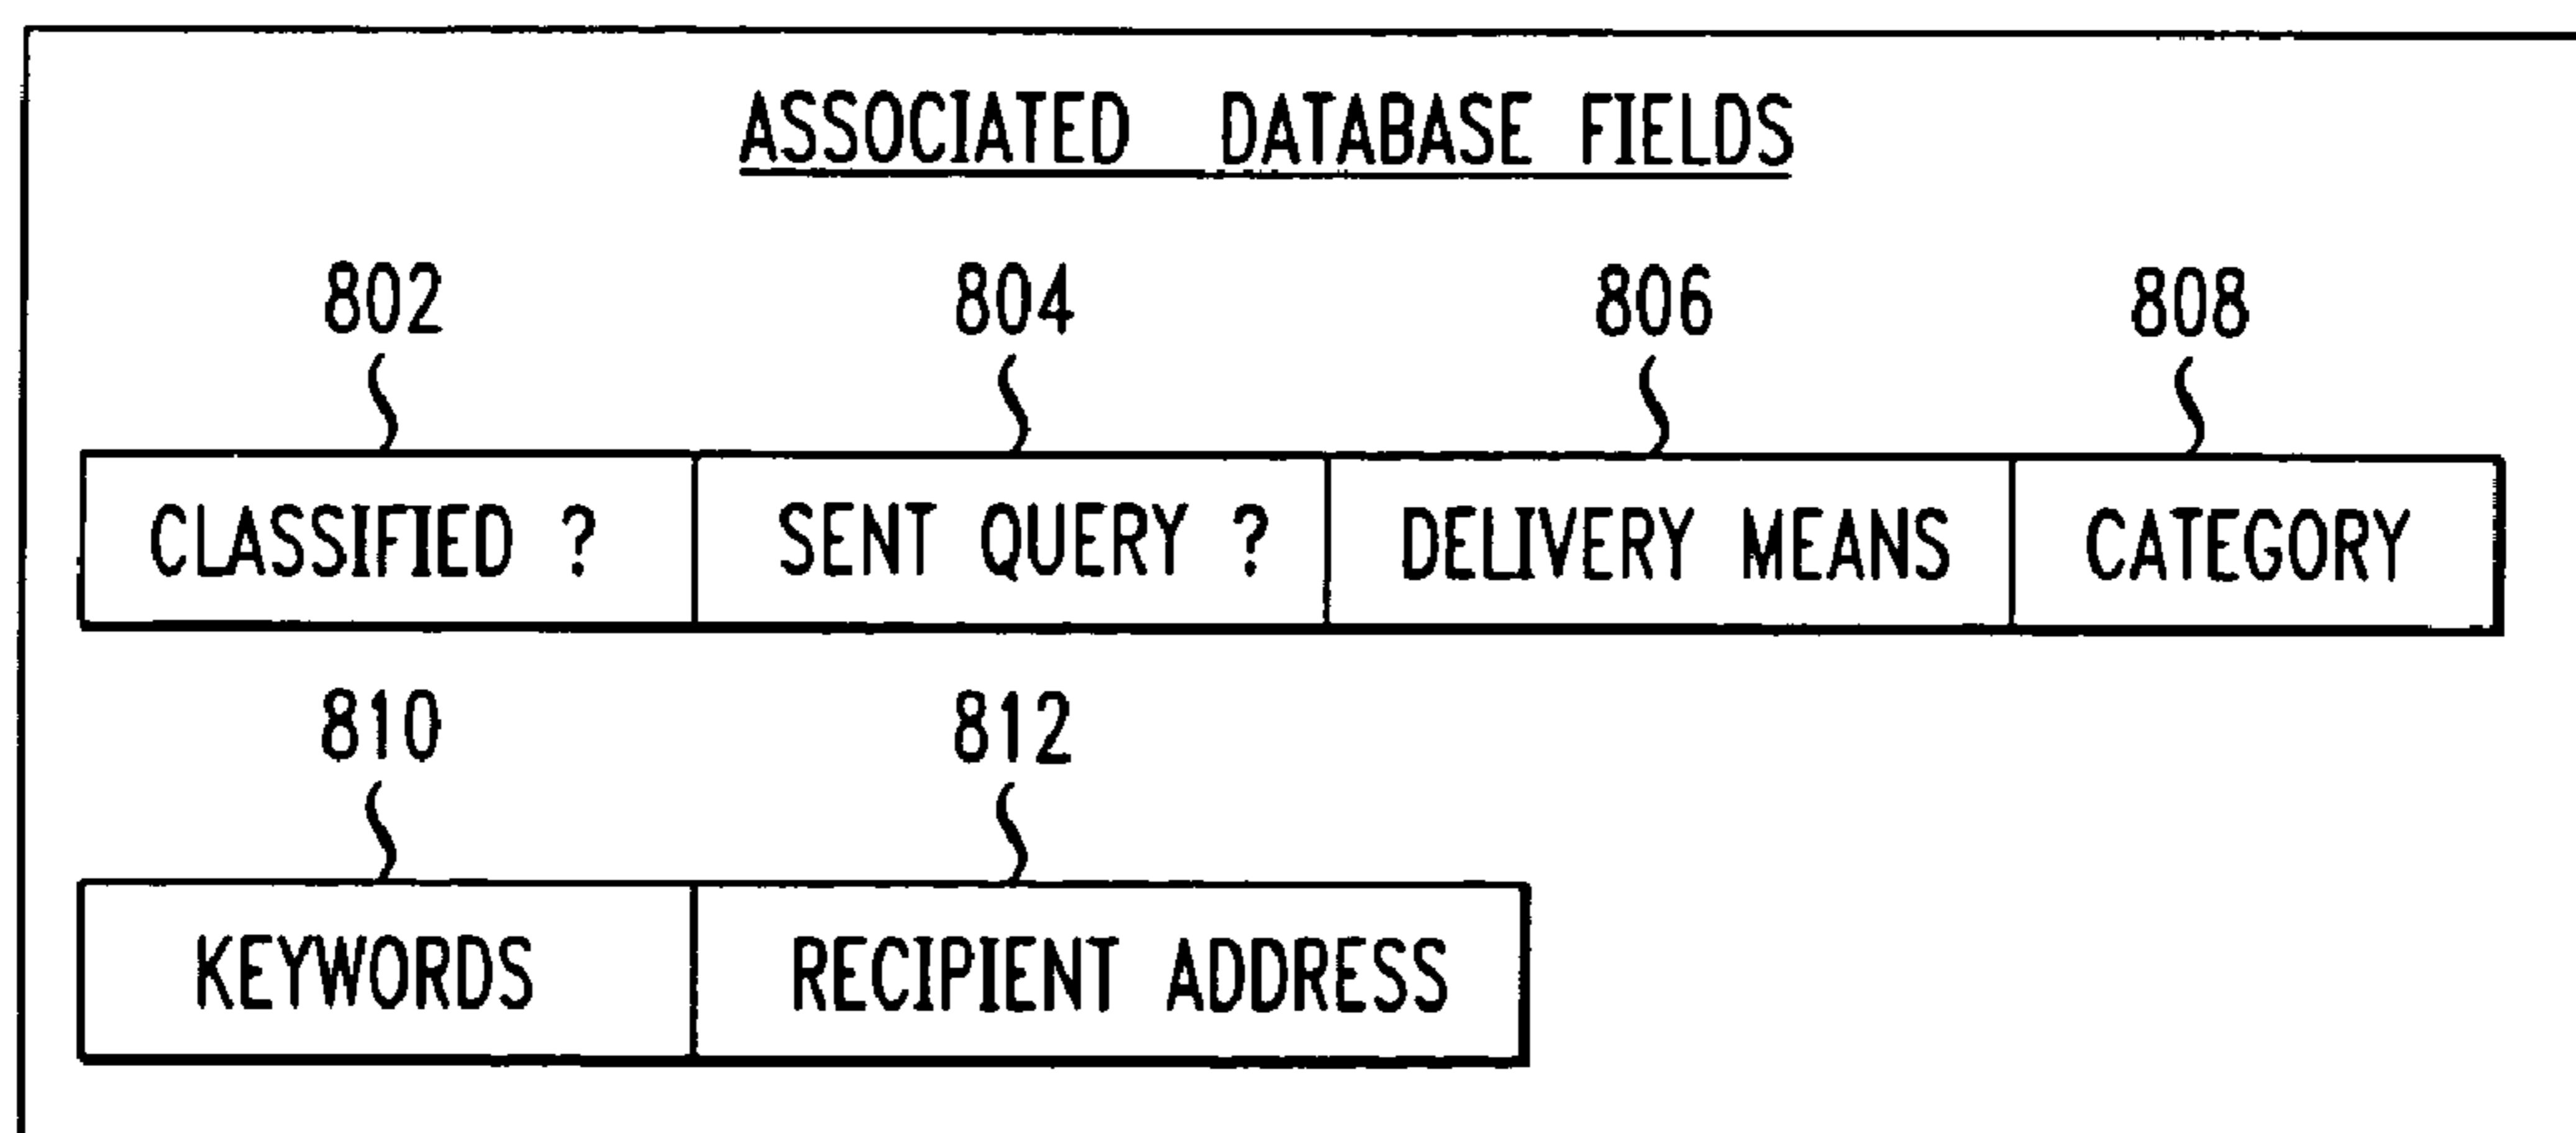 ASSOCIATED DATABASE FIELDS
802 804 806 808
CLASSIFIED ? SENT QUERY ? DELIVERY MEANS CATEGORY
810 812
KEYWORDS RECIPIENT ADDRESS